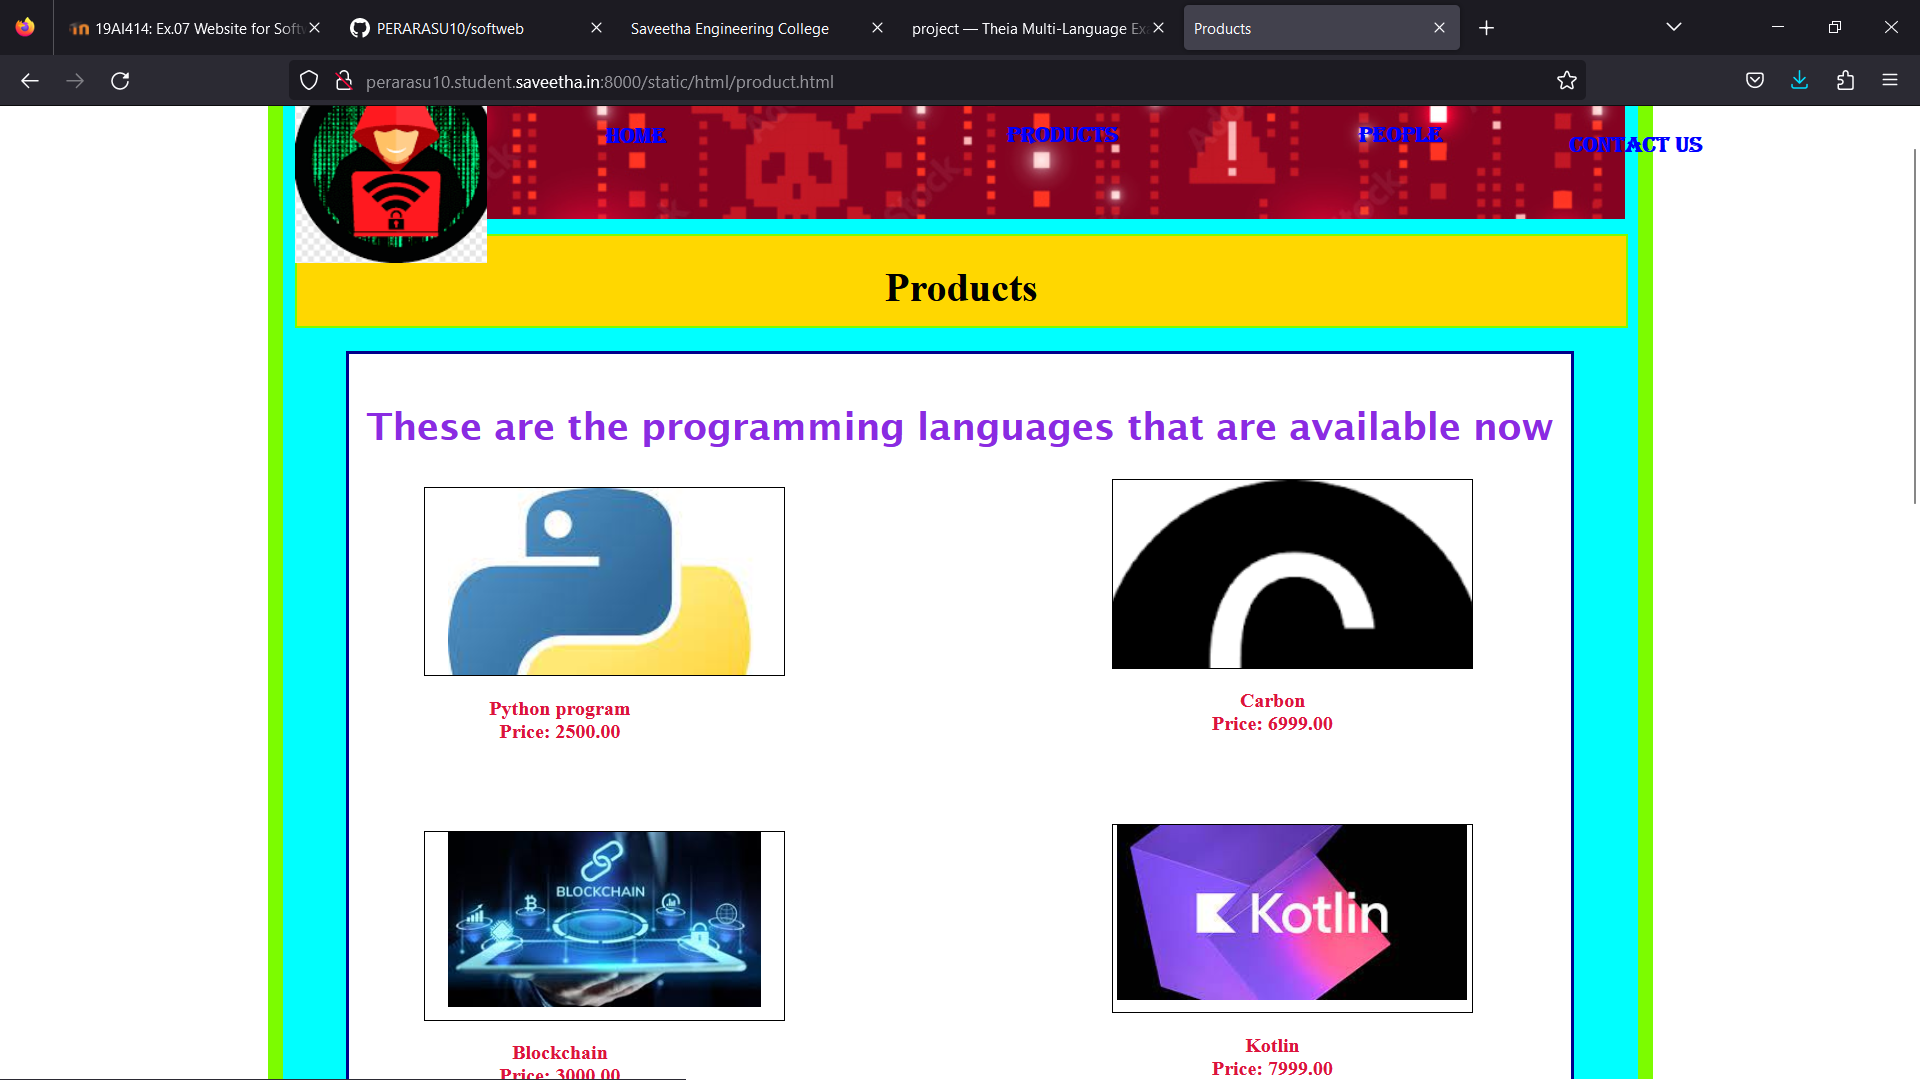 19AI414: Ex.07 Website for Softw
PERARASU10/softweb
Saveetha Engineering College
project — Theia Multi-Language Ex
Products
perarasu10.student.saveetha.in:8000/static/html/product.html
HOME
PRODUCTS
PEOPLE
CONTACT US
Products
These are the programming languages that are available now
Python program
Price: 2500.00
Carbon
Price: 6999.00
BLOCKCHAIN
Kotlin
Blockchain
Price: 3000.00
Kotlin
Price: 7999.00